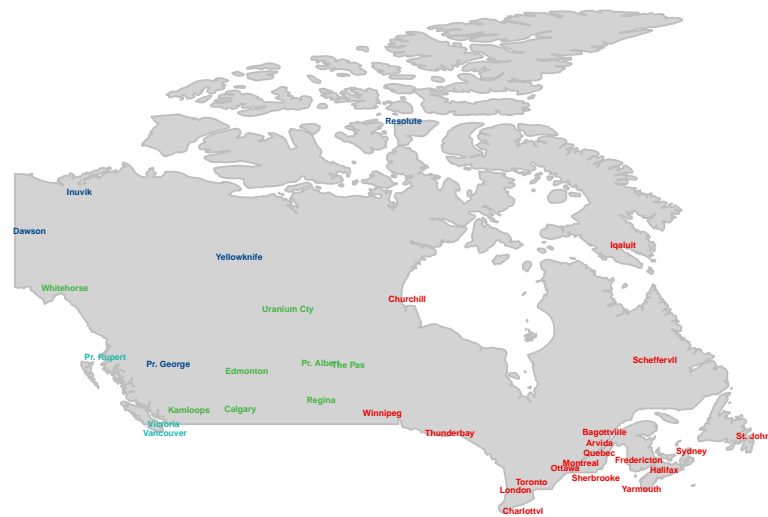 Resolute
Inuvik
Dawson
Iqaluit
Yellowknife
Whitehorse
Churchill
Uranium Cty
Pr. Rupert
Pr. George
Edmonton
Pr. Albert
The Pas
Scheffervll
Regina
Kamloops
Calgary
Winnipeg
Victoria
Vancouver
Thunderbay
Bagottville
St. John
Arvida
Quebec
Sydney
Montreal
Fredericton
Ottawa
Halifax
Sherbrooke
Toronto
London
Yarmouth
Charlottvl